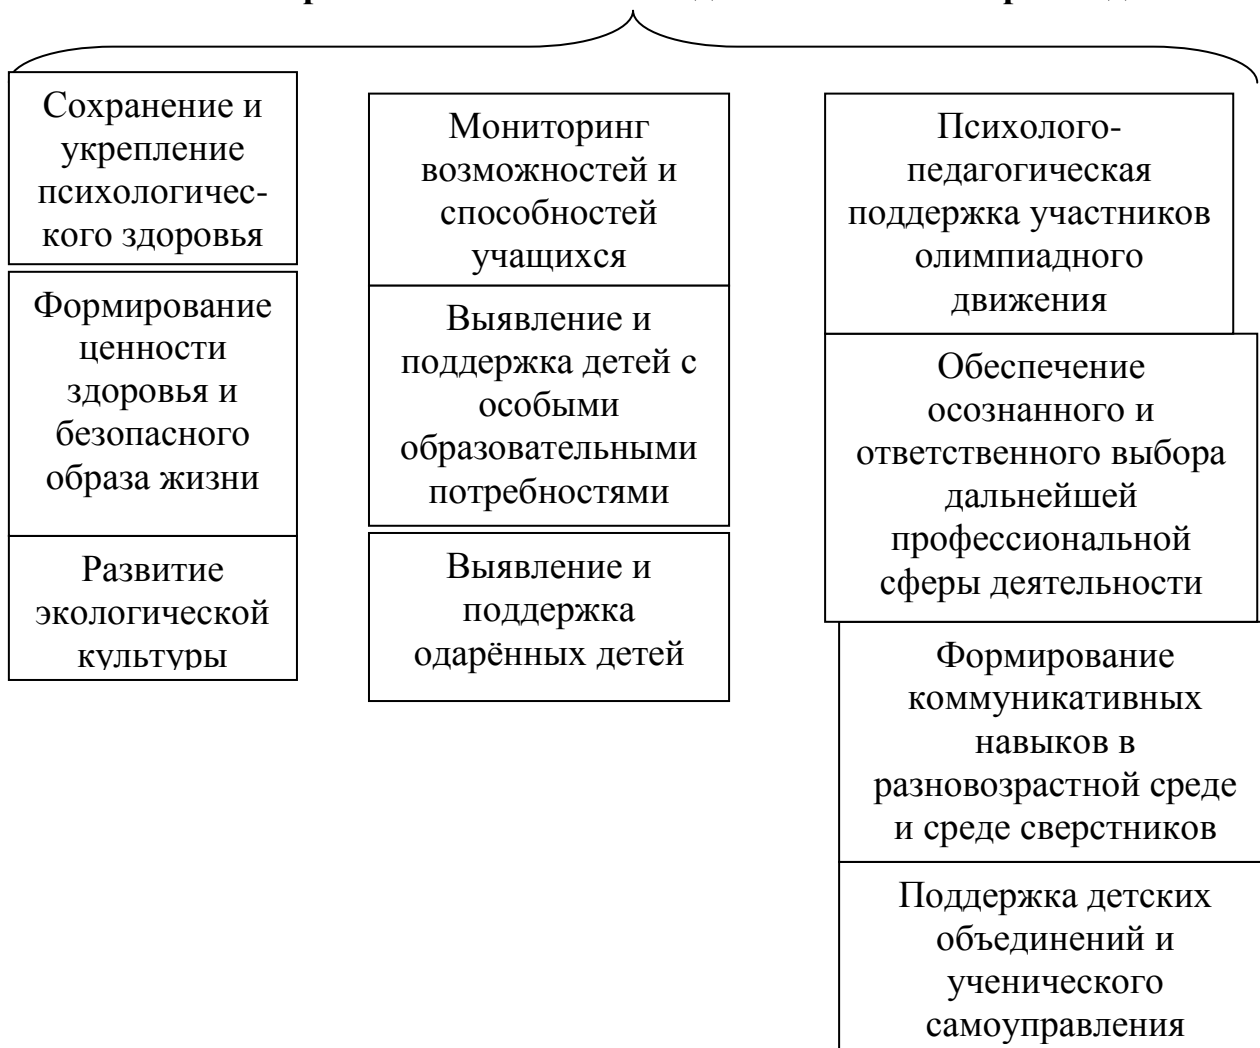 Сохранение и
укрепление
психологичес-
кого здоровья
Формирование
ценности
здоровья и
безопасного
образа жизни
Развитие
экологической
культуры
Мониторинг
возможностей и
способностей
учащихся
Выявление и
поддержка детей с
особыми
образовательными
потребностями
Выявление и
поддержка
одарённых детей
Психолого-
педагогическая
поддержка участников
олимпиадного
движения
Обеспечение
осознанного и
ответственного выбора
дальнейшей
профессиональной
сферы деятельности
Формирование
коммуникативных
навыков в
разновозрастной среде
и среде сверстников
Поддержка детских
объединений и
ученического
самоуправления